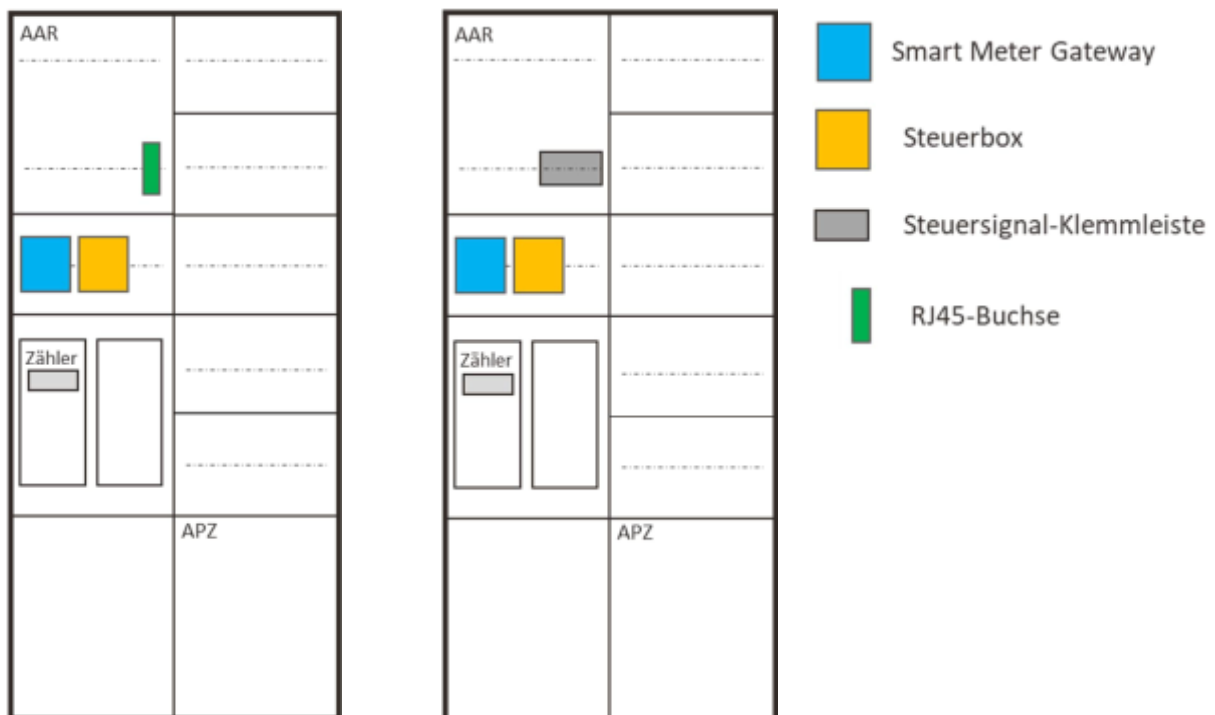 AAR
Zähler
APZ
AAR
Zähler
APZ
Smart Meter Gateway
Steuerbox
Steuersignal-Klemmleiste
RJ45-Buchse